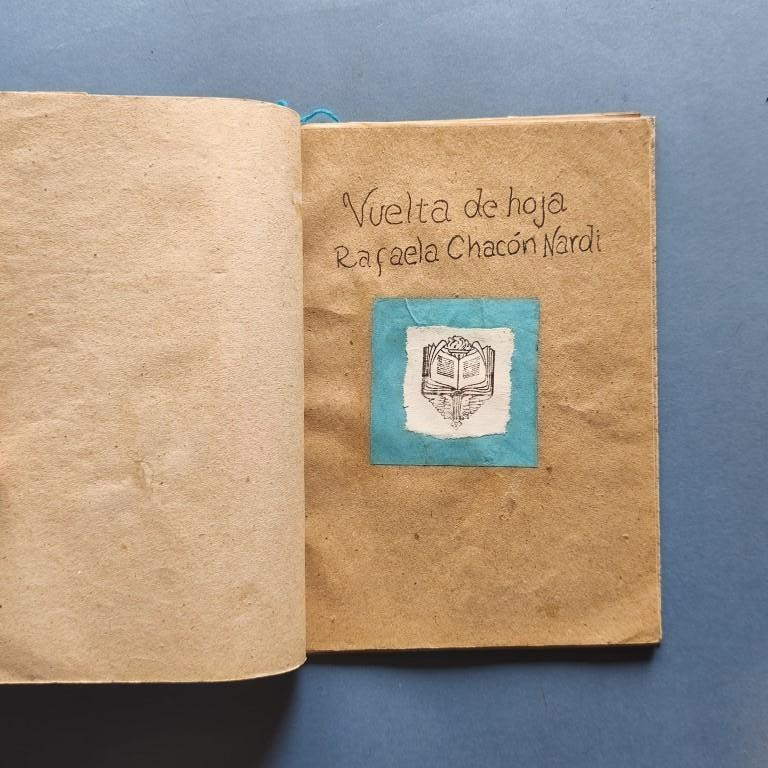 Vuelta de hoja
Rafaela Chacón Nardi